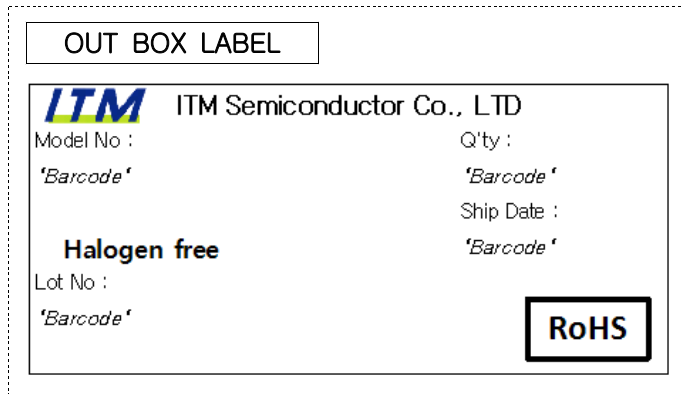 OUT BOX LABEL
ITM ITM Semiconductor Co., LTD
Model No : Q'ty :
'Barcode' 'Barcode'
Ship Date :
Halogen free 'Barcode'
Lot No :
'Barcode'
RoHS